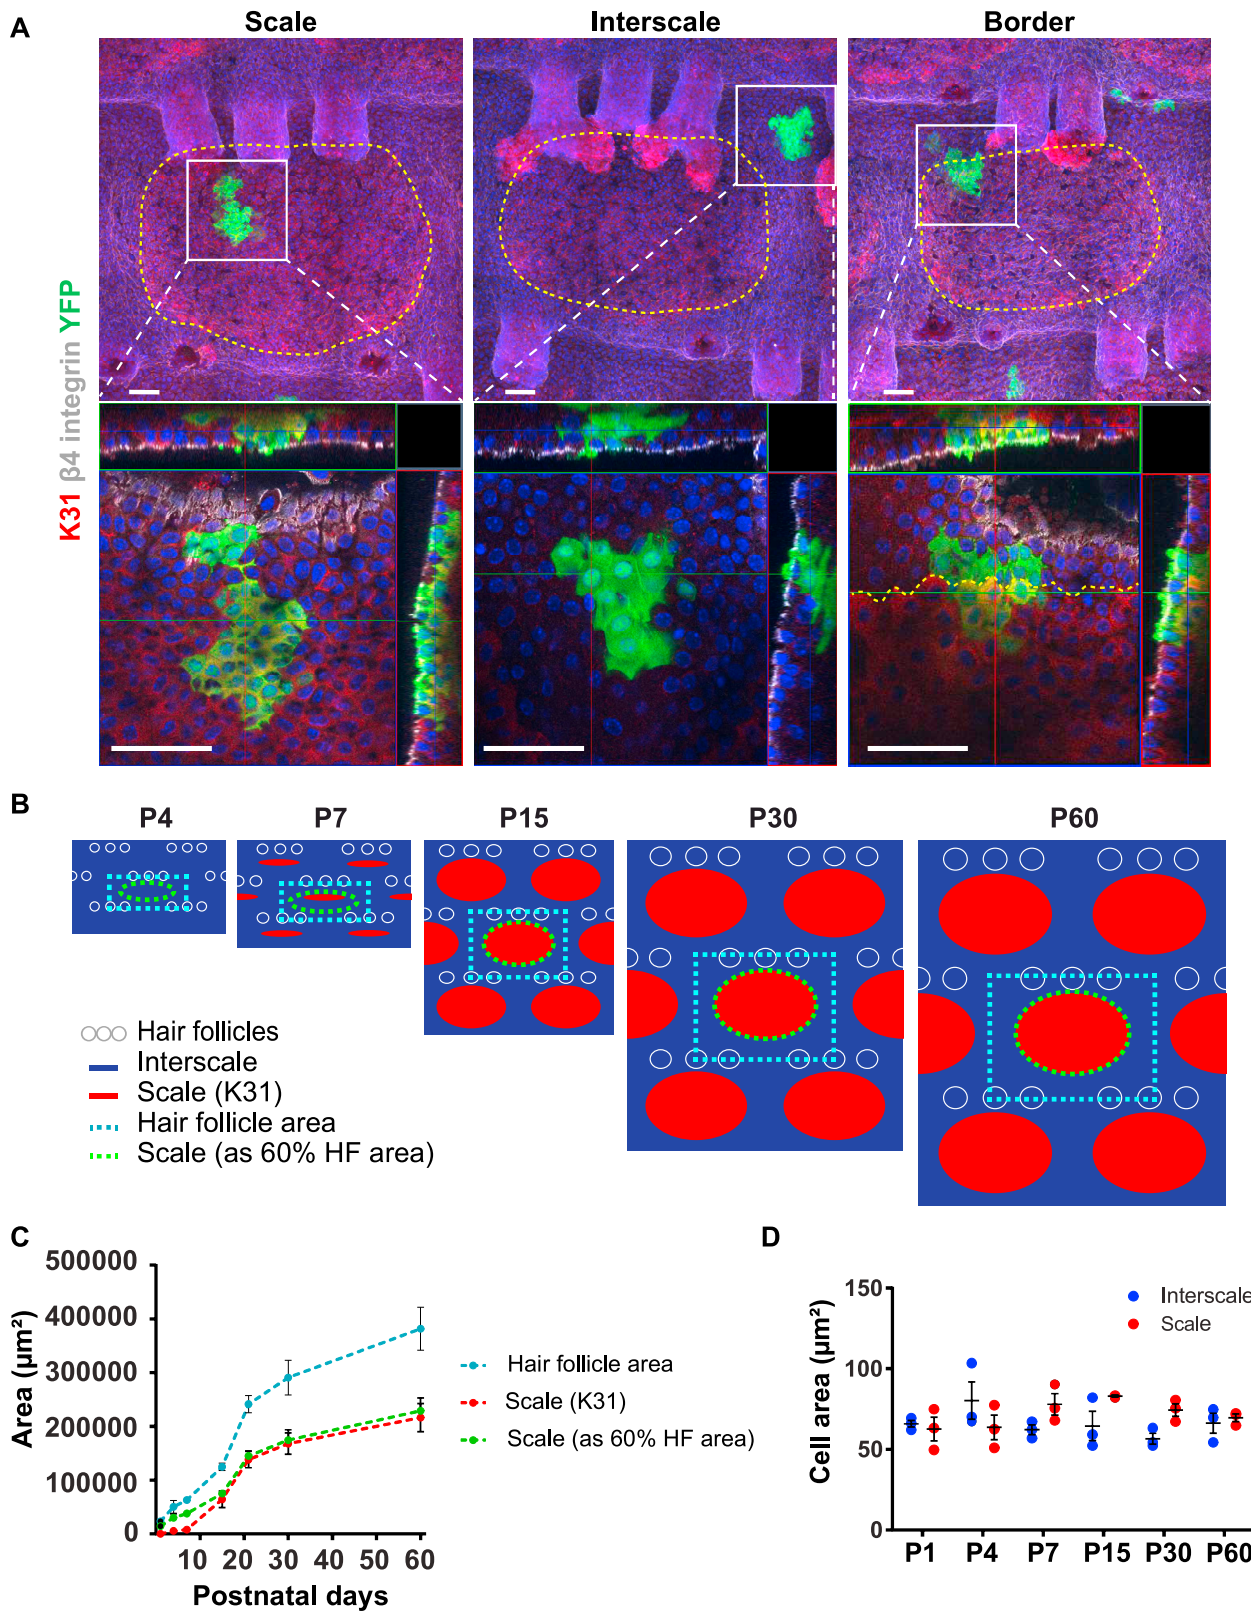 A
Scale
Interscale
Border
K31 β4 integrin YFP
B
P4
P7
P15
P30
P60
Hair follicles
Interscale
Scale (K31)
Hair follicle area
Scale (as 60% HF area)
C
Area (µm²)
500000
400000
300000
200000
100000
0
10 20 30 40 50 60
Postnatal days
Hair follicle area
Scale (K31)
Scale (as 60% HF area)
D
Cell area (µm²)
150
100
50
0
P1 P4 P7 P15 P30 P60
Interscale
Scale